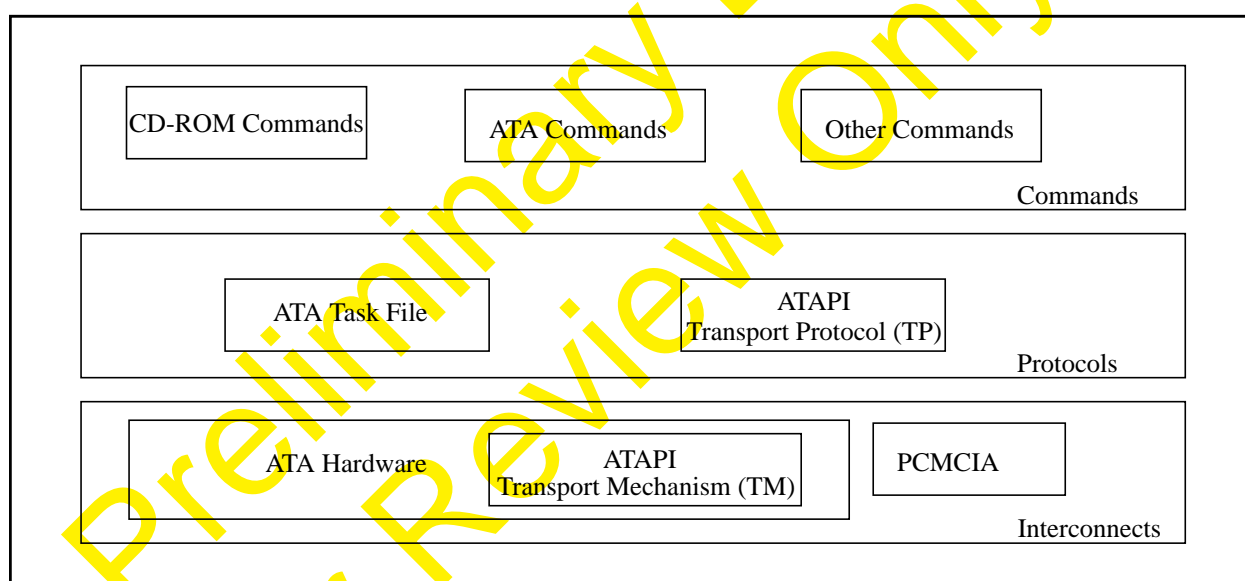 CD-ROM Commands
ATA Commands
Other Commands
Commands
ATA Task File
ATAPI
Transport Protocol (TP)
Protocols
ATA Hardware
ATAPI
Transport Mechanism (TM)
PCMCIA
Interconnects
Preliminary
Review Only